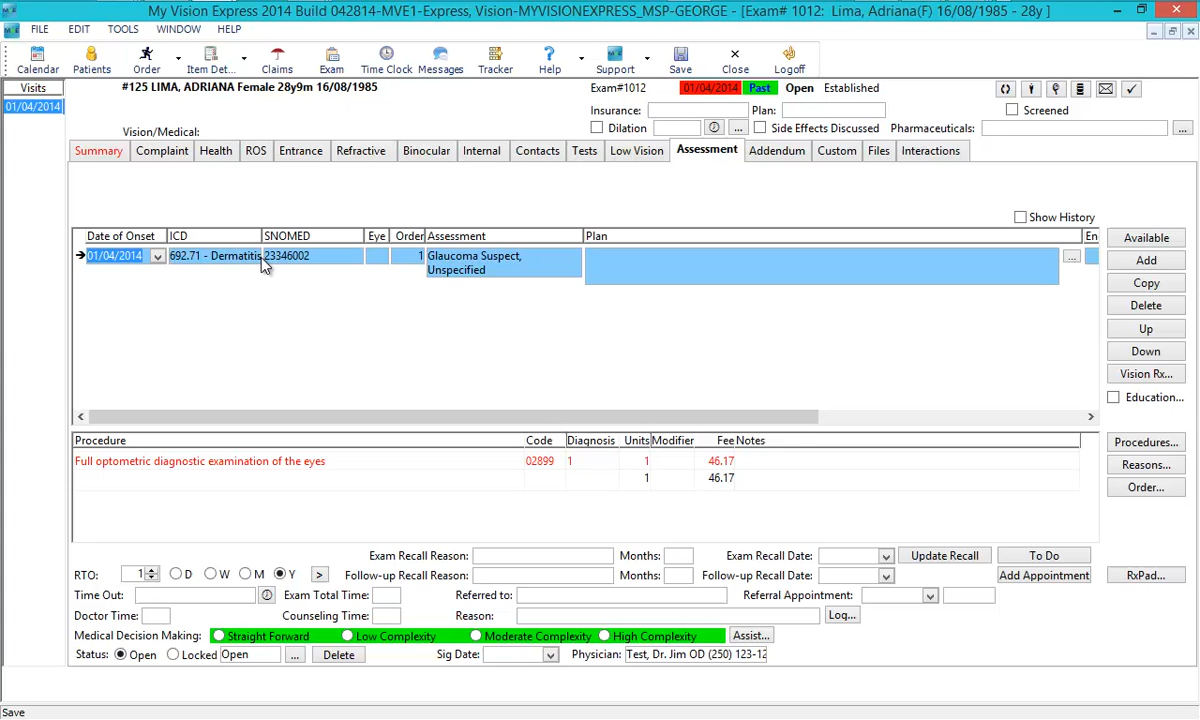 My Vision Express 2014 Build 042814-MVE1-Express, Vision-MYVISIONEXPRESS_MSP-GEORGE - [Exam# 1012: Lima, Adriana(F) 16/08/1985 - 28y ]
FILE EDIT TOOLS WINDOW HELP
Calendar Patients Order Item Det... Claims Exam Time Clock Messages Tracker Help Support Save Close Logoff
Visits
01/04/2014
#125 LIMA, ADRIANA Female 28y9m 16/08/1985
Exam#1012 01/04/2014 Past Open Established
Insurance: Plan: Screened
Vision/Medical: Dilation ... Side Effects Discussed Pharmaceuticals: ...
Summary Complaint Health ROS Entrance Refractive Binocular Internal Contacts Tests Low Vision Assessment Addendum Custom Files Interactions
Show History
Date of Onset ICD SNOMED Eye Order Assessment Plan En
01/04/2014 692.71 - Dermatitis 23346002 1 Glaucoma Suspect, ...
Unspecified
Available
Add
Copy
Delete
Up
Down
Vision Rx...
Education...
Procedure Code Diagnosis Units Modifier Fee Notes
Full optometric diagnostic examination of the eyes 02899 1 1 46.17
1 46.17
Procedures...
Reasons...
Order...
Exam Recall Reason: Months: Exam Recall Date: Update Recall To Do
RTO: 1 D W M Y > Follow-up Recall Reason: Months: Follow-up Recall Date: Add Appointment RxPad...
Time Out: Exam Total Time: Referred to: Referral Appointment:
Doctor Time: Counseling Time: Reason: Log...
Medical Decision Making: Straight Forward Low Complexity Moderate Complexity High Complexity Assist...
Status: Open Locked Open ... Delete Sig Date: Physician: Test, Dr. Jim OD (250) 123-12
Save